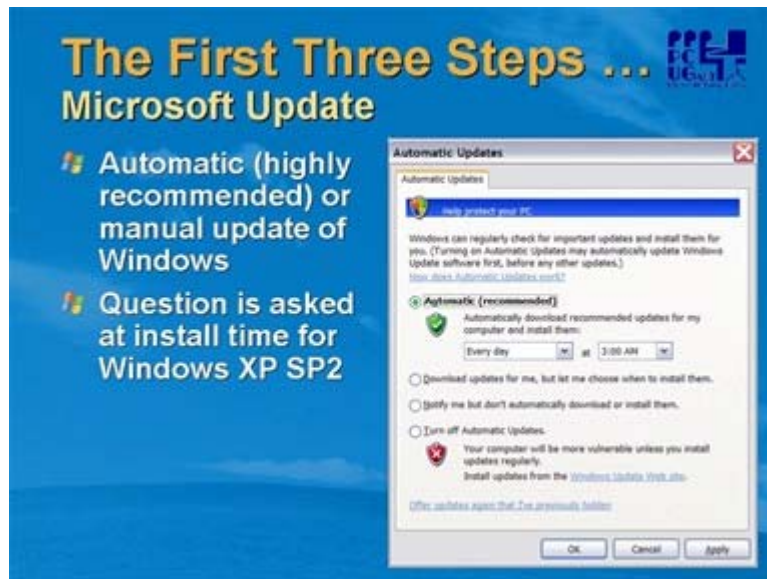 The First Three Steps ...
Microsoft Update
Automatic (highly
recommended) or
manual update of
Windows
Question is asked
at install time for
Windows XP SP2
Automatic Updates
Automatic Updates
Help protect your PC
Windows can regularly check for important updates and install them for
you. (Turning on Automatic Updates may automatically update Windows
Update software first, before any other updates.)
How does Automatic Updates work?
Automatic (recommended)
Automatically download recommended updates for my
computer and install them:
Every day at 3:00 AM
Download updates for me, but let me choose when to install them.
Notify me but don't automatically download or install them.
Turn off Automatic Updates.
Your computer will be more vulnerable unless you install
updates regularly.
Install updates from the Windows Update Web site.
Offer updates again that I've previously hidden
OK Cancel Apply